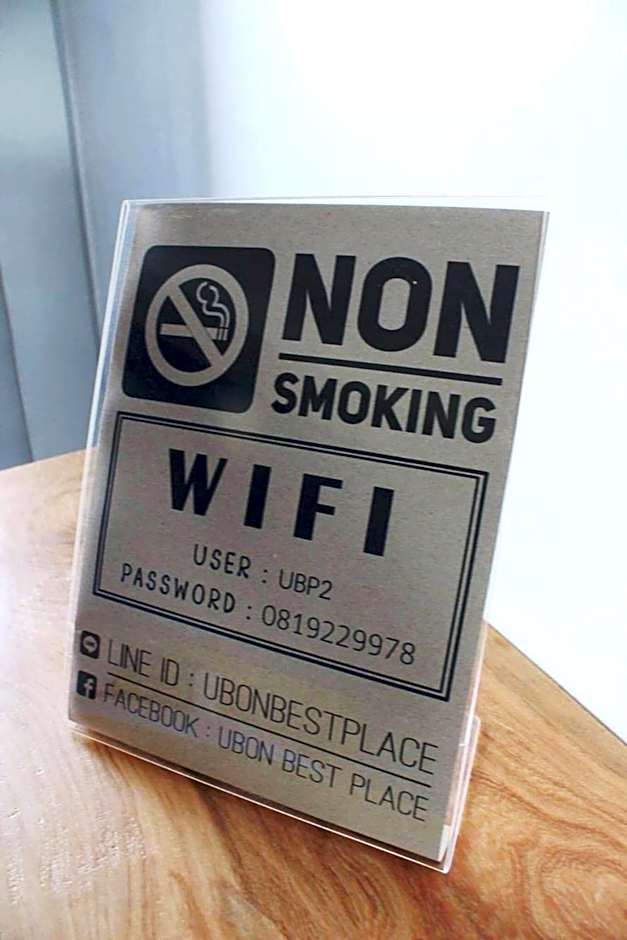 NON
SMOKING
WIFI
USER : UBP2
PASSWORD : 0819229978
LINE ID : UBONBESTPLACE
FACEBOOK : UBON BEST PLACE